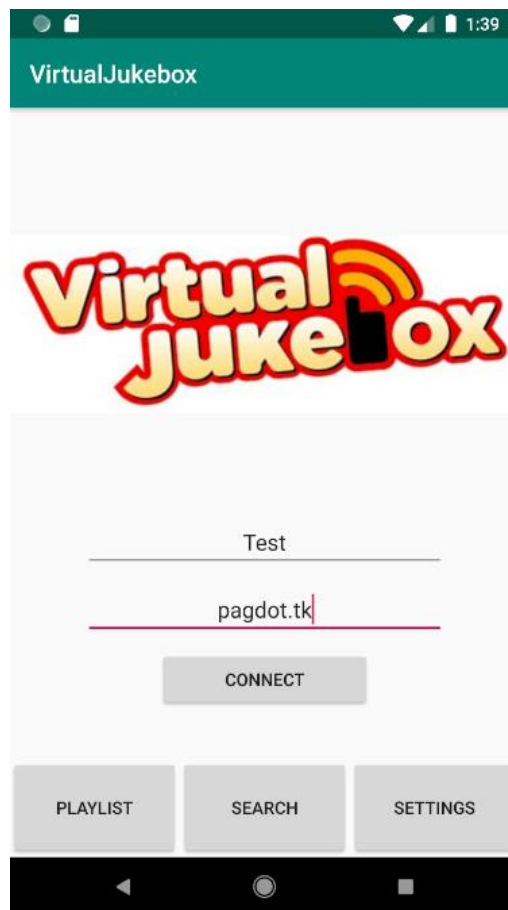 1:39
VirtualJukebox
Virtual
Jukebox
Test
pagdot.tk
CONNECT
PLAYLIST SEARCH SETTINGS